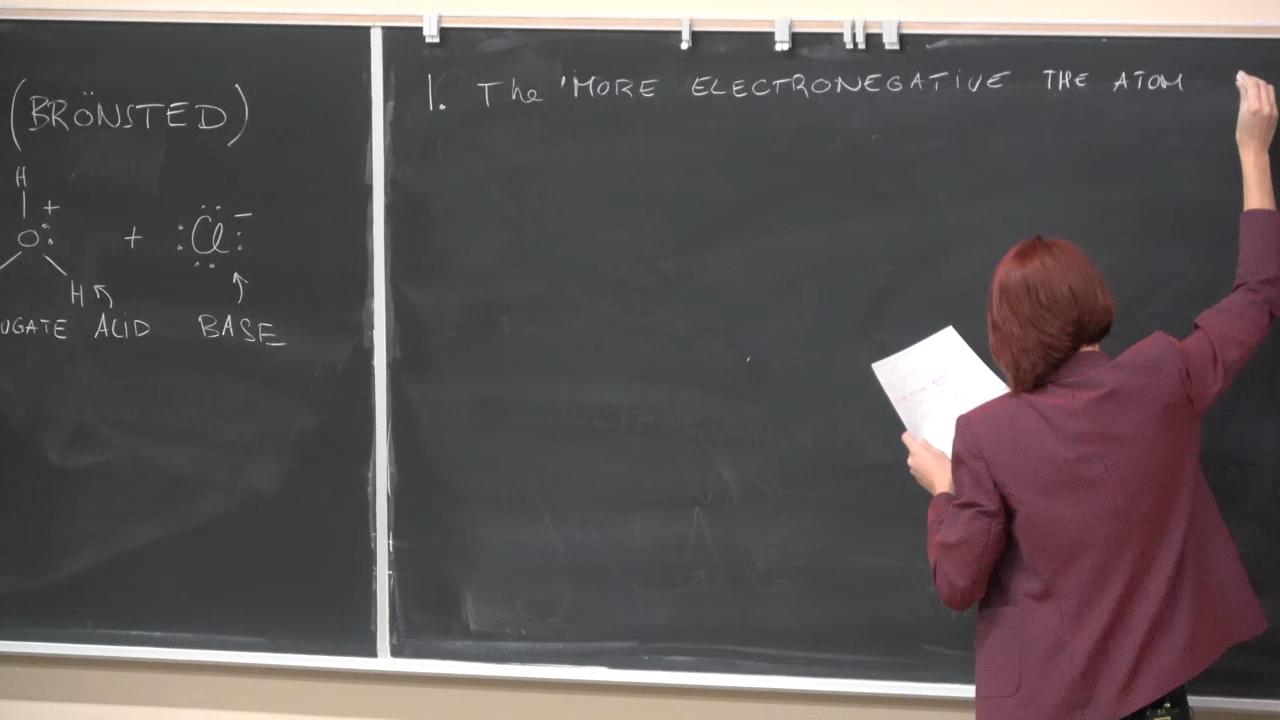 (BRÖNSTED)
H
+
O: + :Cl: −
H
UGATE ACID BASE
1. The 'MORE ELECTRONEGATIVE THE ATOM